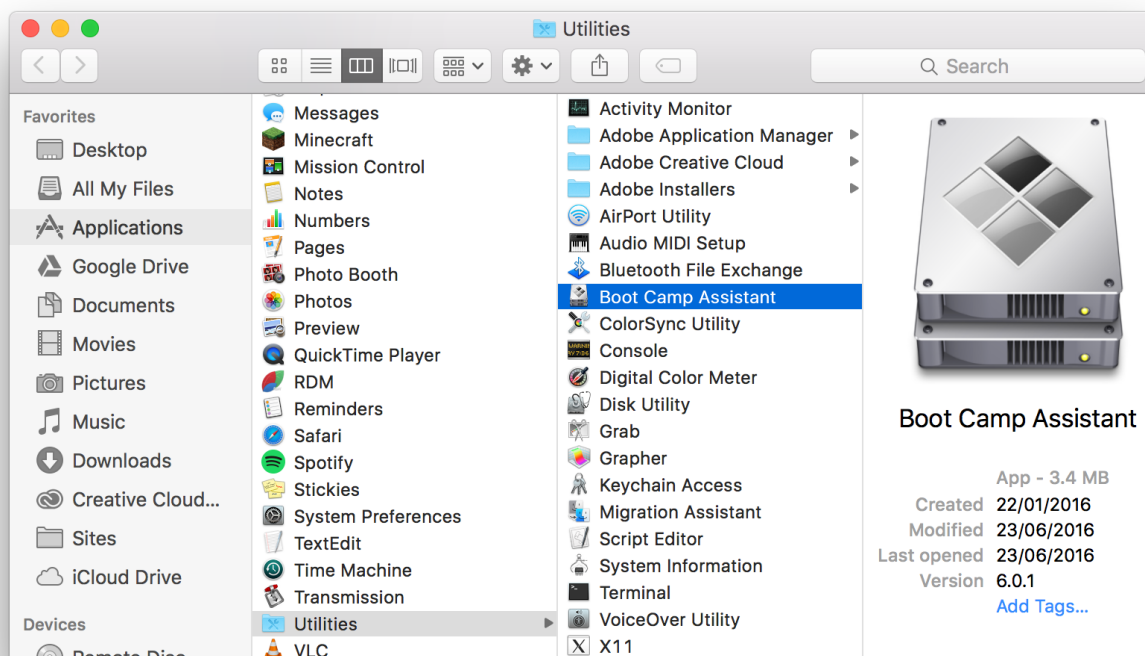 Utilities
Search
Favorites
Desktop
All My Files
Applications
Google Drive
Documents
Movies
Pictures
Music
Downloads
Creative Cloud...
Sites
iCloud Drive
Devices
Remote Disc
Messages
Minecraft
Mission Control
Notes
Numbers
Pages
Photo Booth
Photos
Preview
QuickTime Player
RDM
Reminders
Safari
Spotify
Stickies
System Preferences
TextEdit
Time Machine
Transmission
Utilities
VLC
Activity Monitor
Adobe Application Manager
Adobe Creative Cloud
Adobe Installers
AirPort Utility
Audio MIDI Setup
Bluetooth File Exchange
Boot Camp Assistant
ColorSync Utility
Console
Digital Color Meter
Disk Utility
Grab
Grapher
Keychain Access
Migration Assistant
Script Editor
System Information
Terminal
VoiceOver Utility
X11
Boot Camp Assistant
App - 3.4 MB
Created 22/01/2016
Modified 23/06/2016
Last opened 23/06/2016
Version 6.0.1
Add Tags...